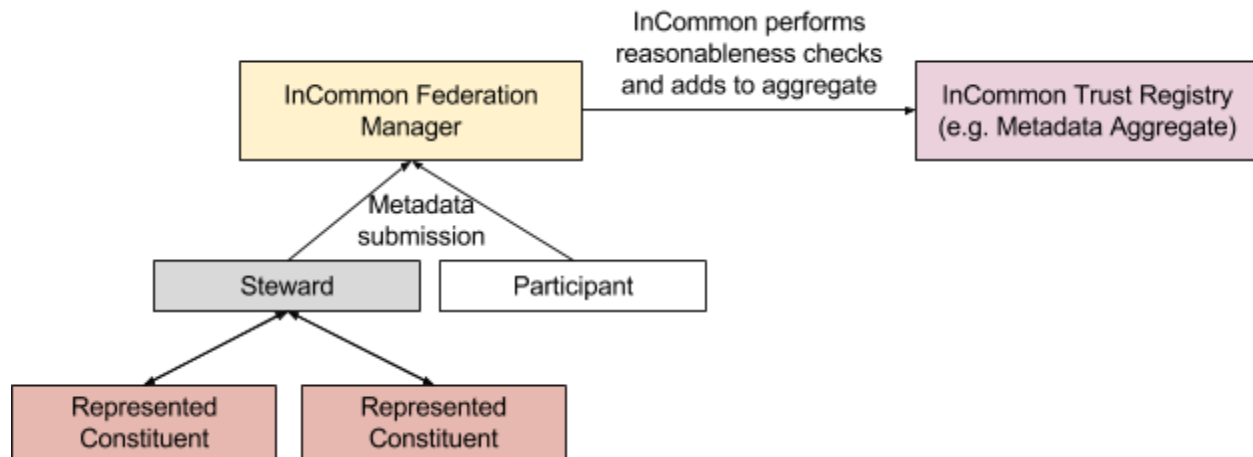 InCommon performs
reasonableness checks
and adds to aggregate
InCommon Federation
Manager
InCommon Trust Registry
(e.g. Metadata Aggregate)
Metadata
submission
Steward
Participant
Represented
Constituent
Represented
Constituent